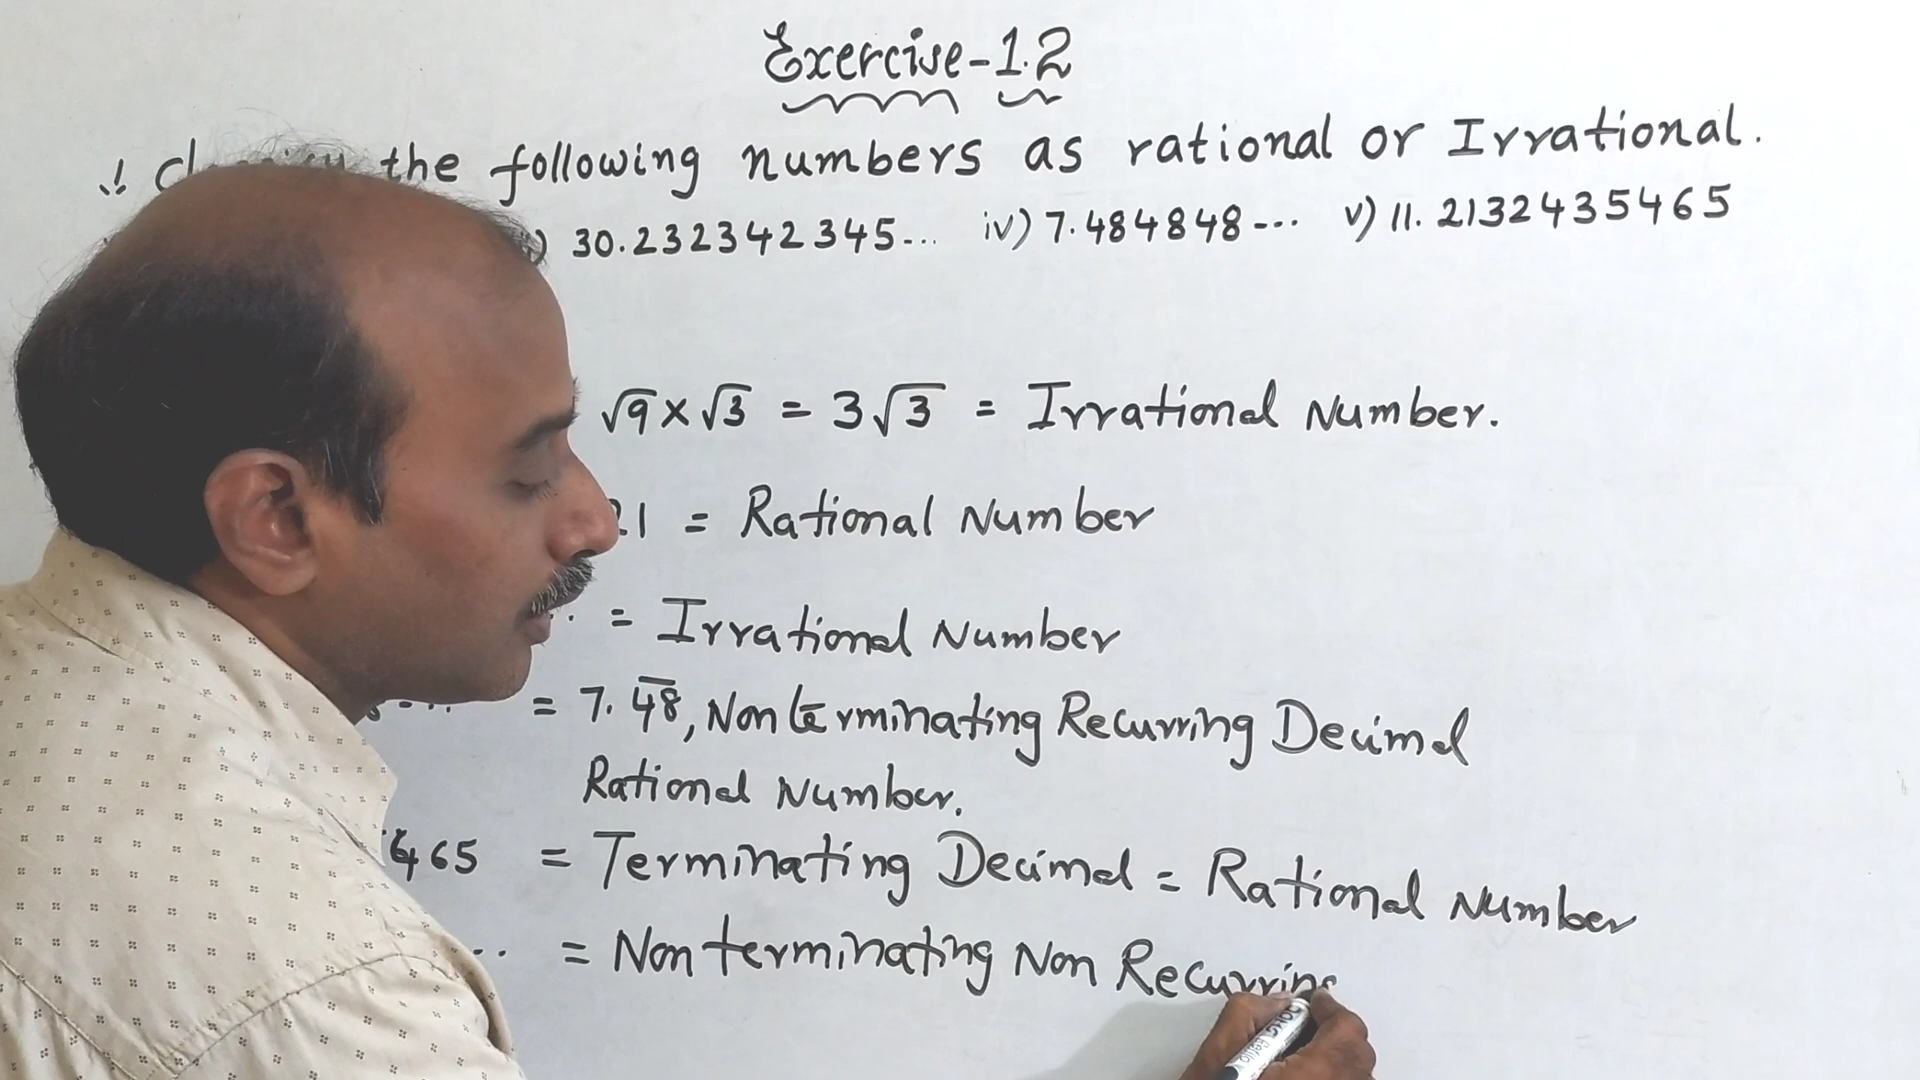 Exercise-1.2
the following numbers as rational or Irrational.
30.232342345... iv) 7.484848--- v) 11. 2132435465
√9 × √3 = 3√3 = Irrational Number.
21 = Rational Number
= Irrational Number
= 7.4̅8̅, Non terminating Recurring Decimal
Rational Number.
465 = Terminating Decimal = Rational Number
.. = Non terminating Non Recurring